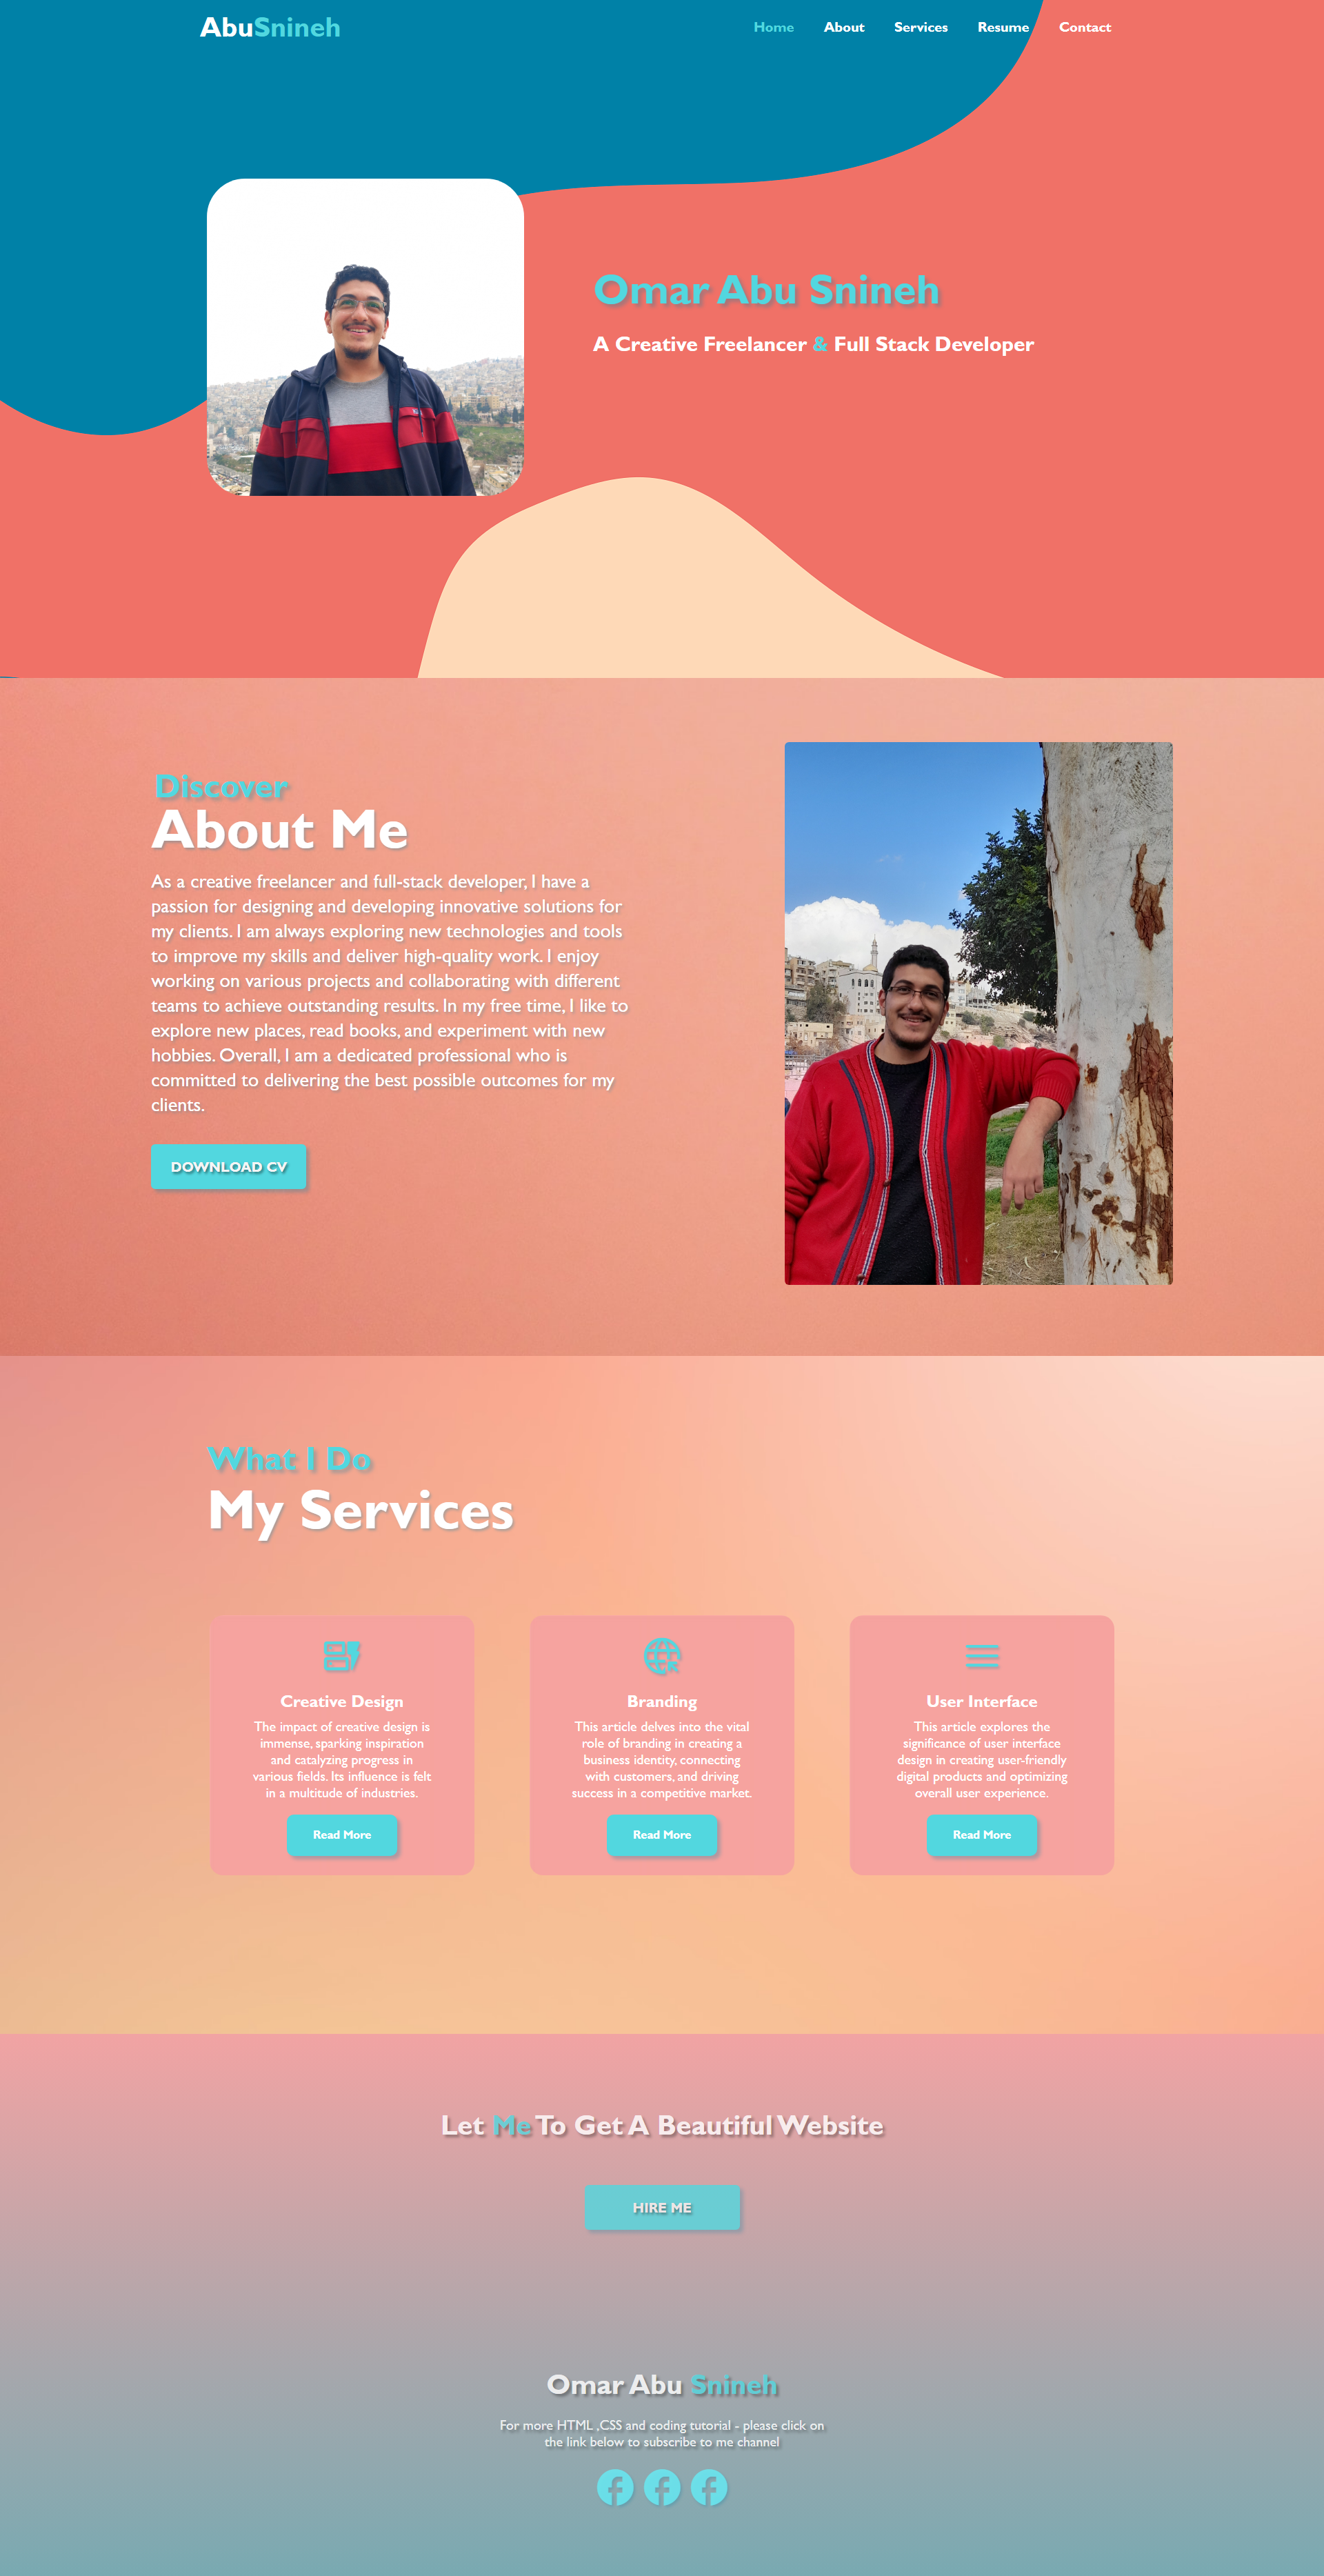 AbuSnineh
Home About Services Resume Contact
Omar Abu Snineh
A Creative Freelancer & Full Stack Developer
Discover
About Me
As a creative freelancer and full-stack developer, I have a
passion for designing and developing innovative solutions for
my clients. I am always exploring new technologies and tools
to improve my skills and deliver high-quality work. I enjoy
working on various projects and collaborating with different
teams to achieve outstanding results. In my free time, I like to
explore new places, read books, and experiment with new
hobbies. Overall, I am a dedicated professional who is
committed to delivering the best possible outcomes for my
clients.
DOWNLOAD CV
What I Do
My Services
Creative Design
The impact of creative design is
immense, sparking inspiration
and catalyzing progress in
various fields. Its influence is felt
in a multitude of industries.
Read More
Branding
This article delves into the vital
role of branding in creating a
business identity, connecting
with customers, and driving
success in a competitive market.
Read More
User Interface
This article explores the
significance of user interface
design in creating user-friendly
digital products and optimizing
overall user experience.
Read More
Let Me To Get A Beautiful Website
HIRE ME
Omar Abu Snineh
For more HTML ,CSS and coding tutorial - please click on
the link below to subscribe to me channel